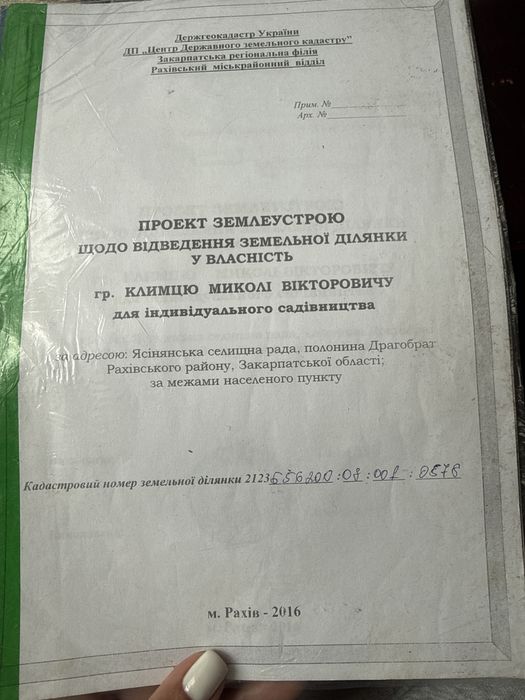 Держгеокадастр України
ДП „Центр Державного земельного кадастру"
Закарпатська регіональна філія
Рахівський міськрайонний відділ
Прим. №
Арх. №
ПРОЕКТ ЗЕМЛЕУСТРОЮ
ЩОДО ВІДВЕДЕННЯ ЗЕМЕЛЬНОЇ ДІЛЯНКИ
У ВЛАСНІСТЬ
гр. КЛИМЦЮ МИКОЛІ ВІКТОРОВИЧУ
для індивідуального садівництва
за адресою: Ясінянська селищна рада, полонина Драгобрат
Рахівського району, Закарпатської області;
за межами населеного пункту
Кадастровий номер земельної ділянки 2123656200:03:001:0578
м. Рахів - 2016